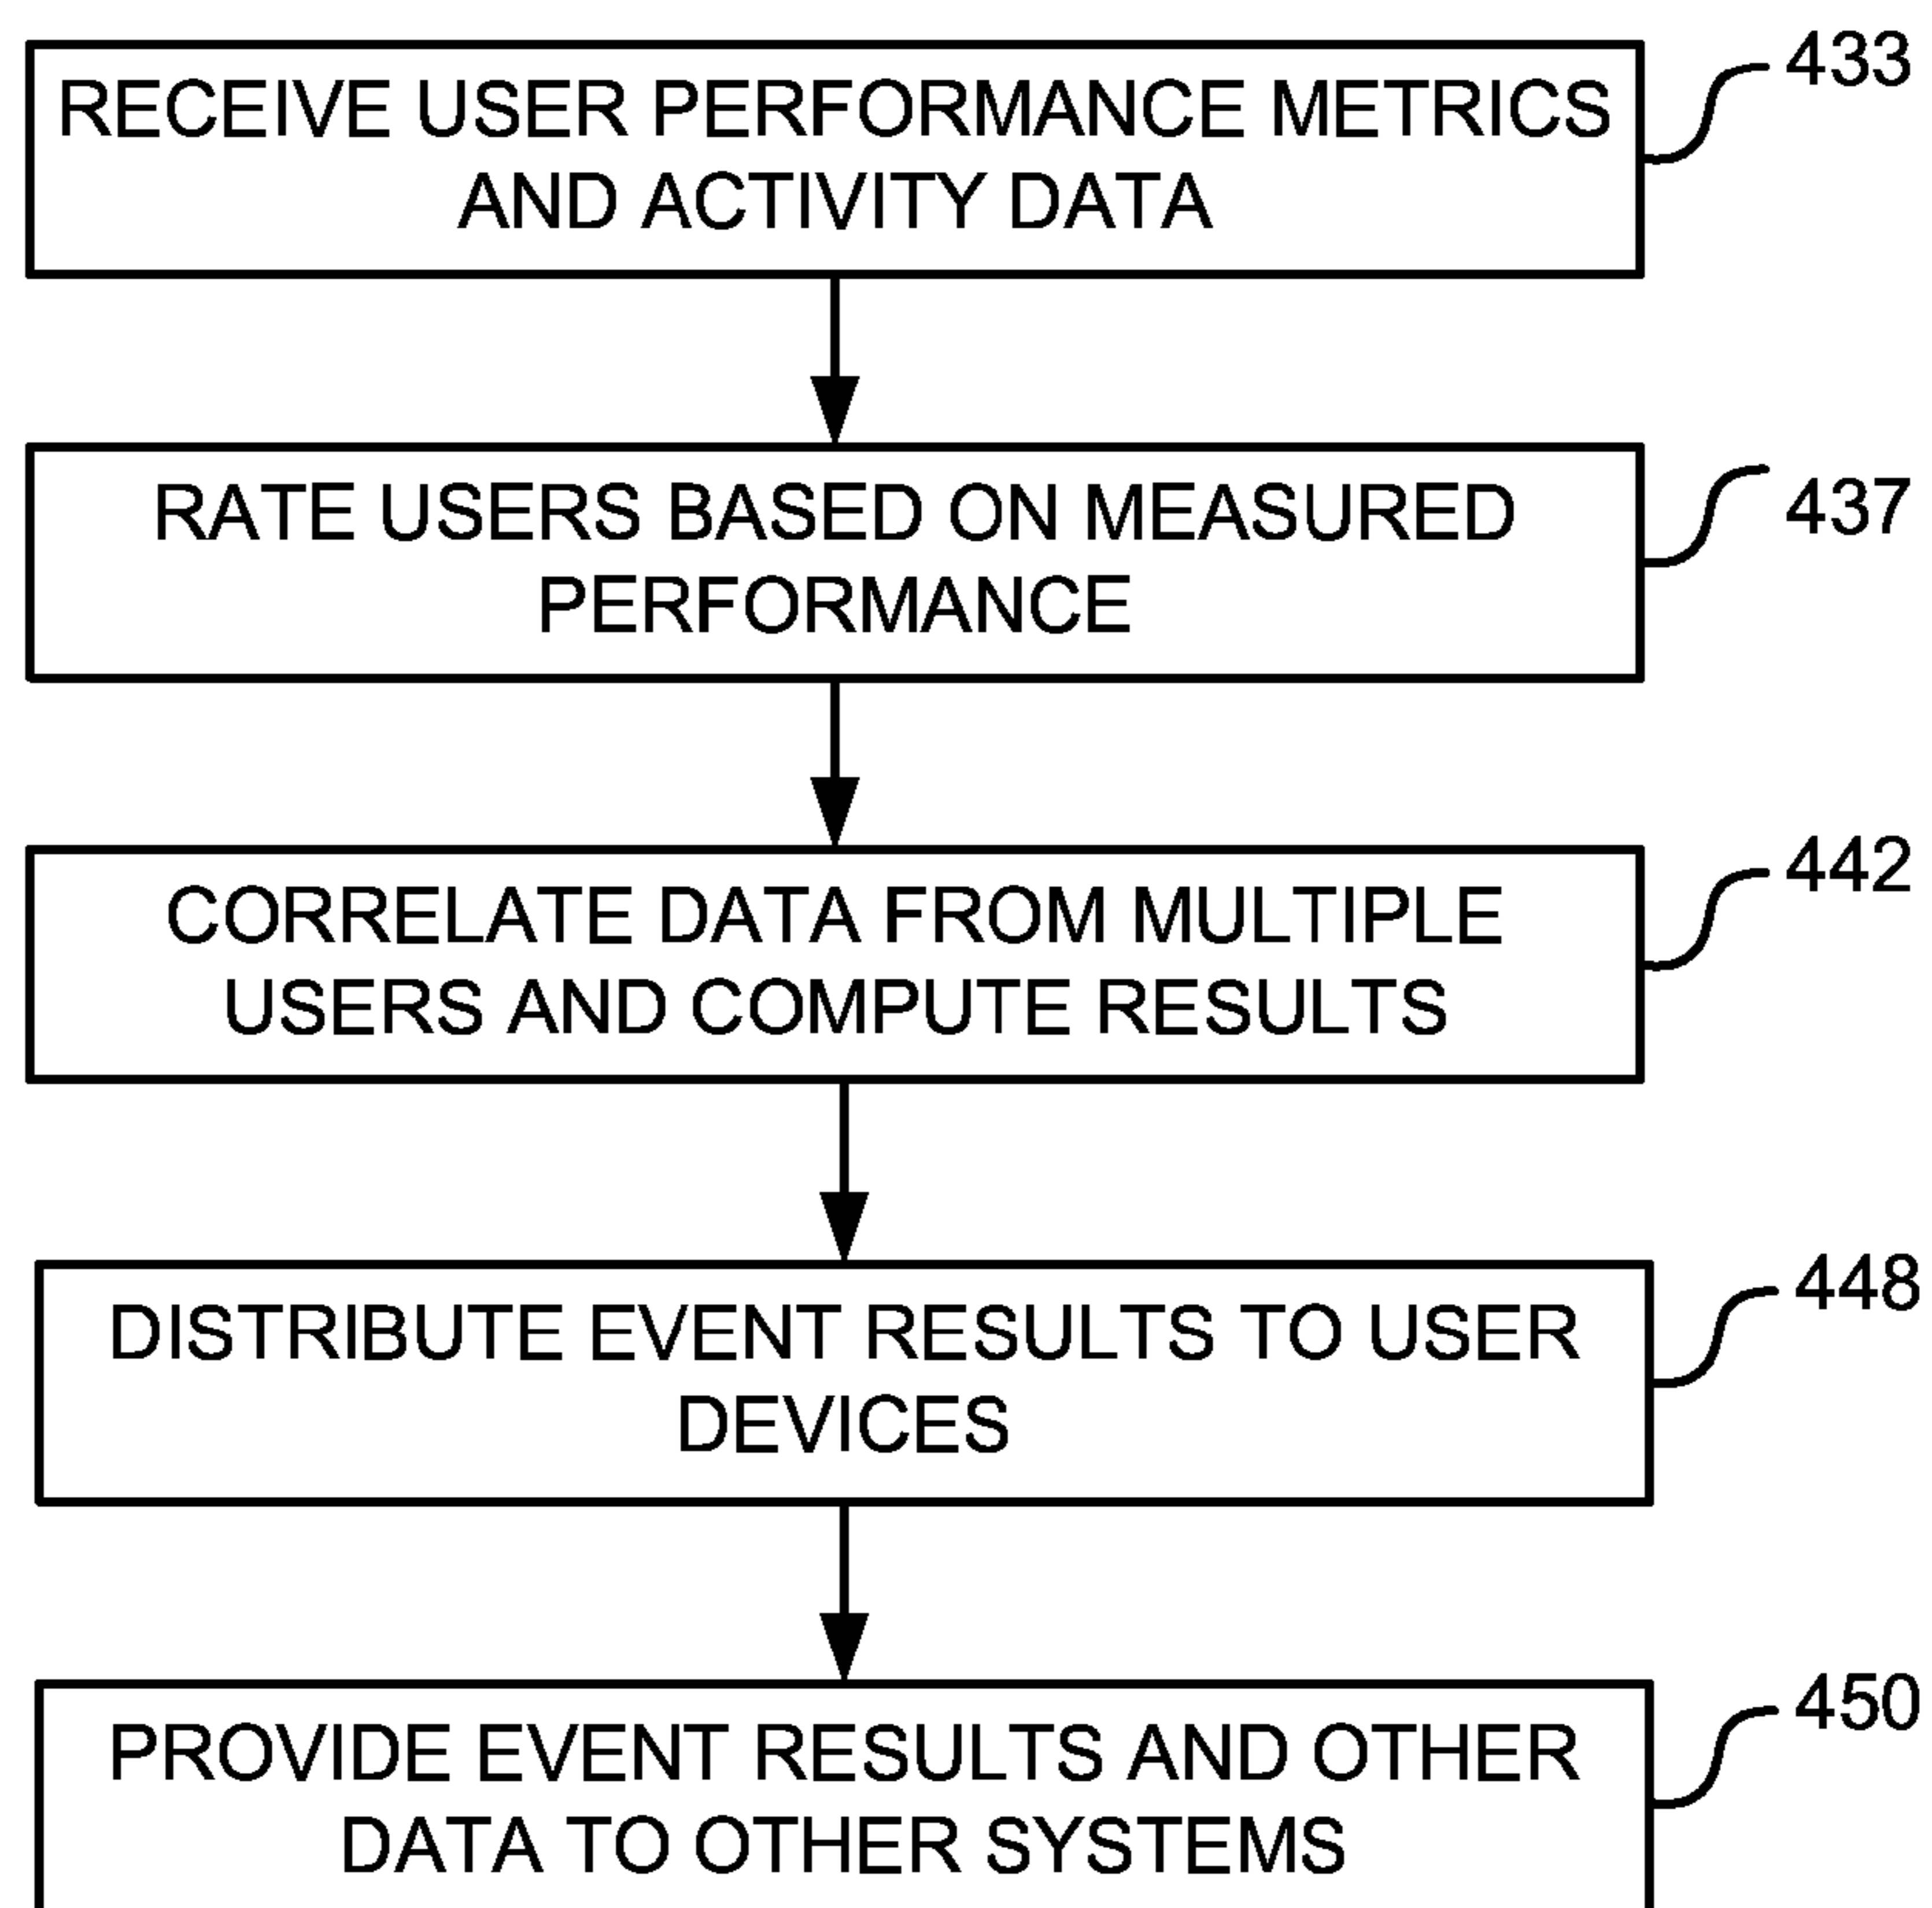 433
RECEIVE USER PERFORMANCE METRICS
AND ACTIVITY DATA
437
RATE USERS BASED ON MEASURED
PERFORMANCE
442
CORRELATE DATA FROM MULTIPLE
USERS AND COMPUTE RESULTS
448
DISTRIBUTE EVENT RESULTS TO USER
DEVICES
450
PROVIDE EVENT RESULTS AND OTHER
DATA TO OTHER SYSTEMS